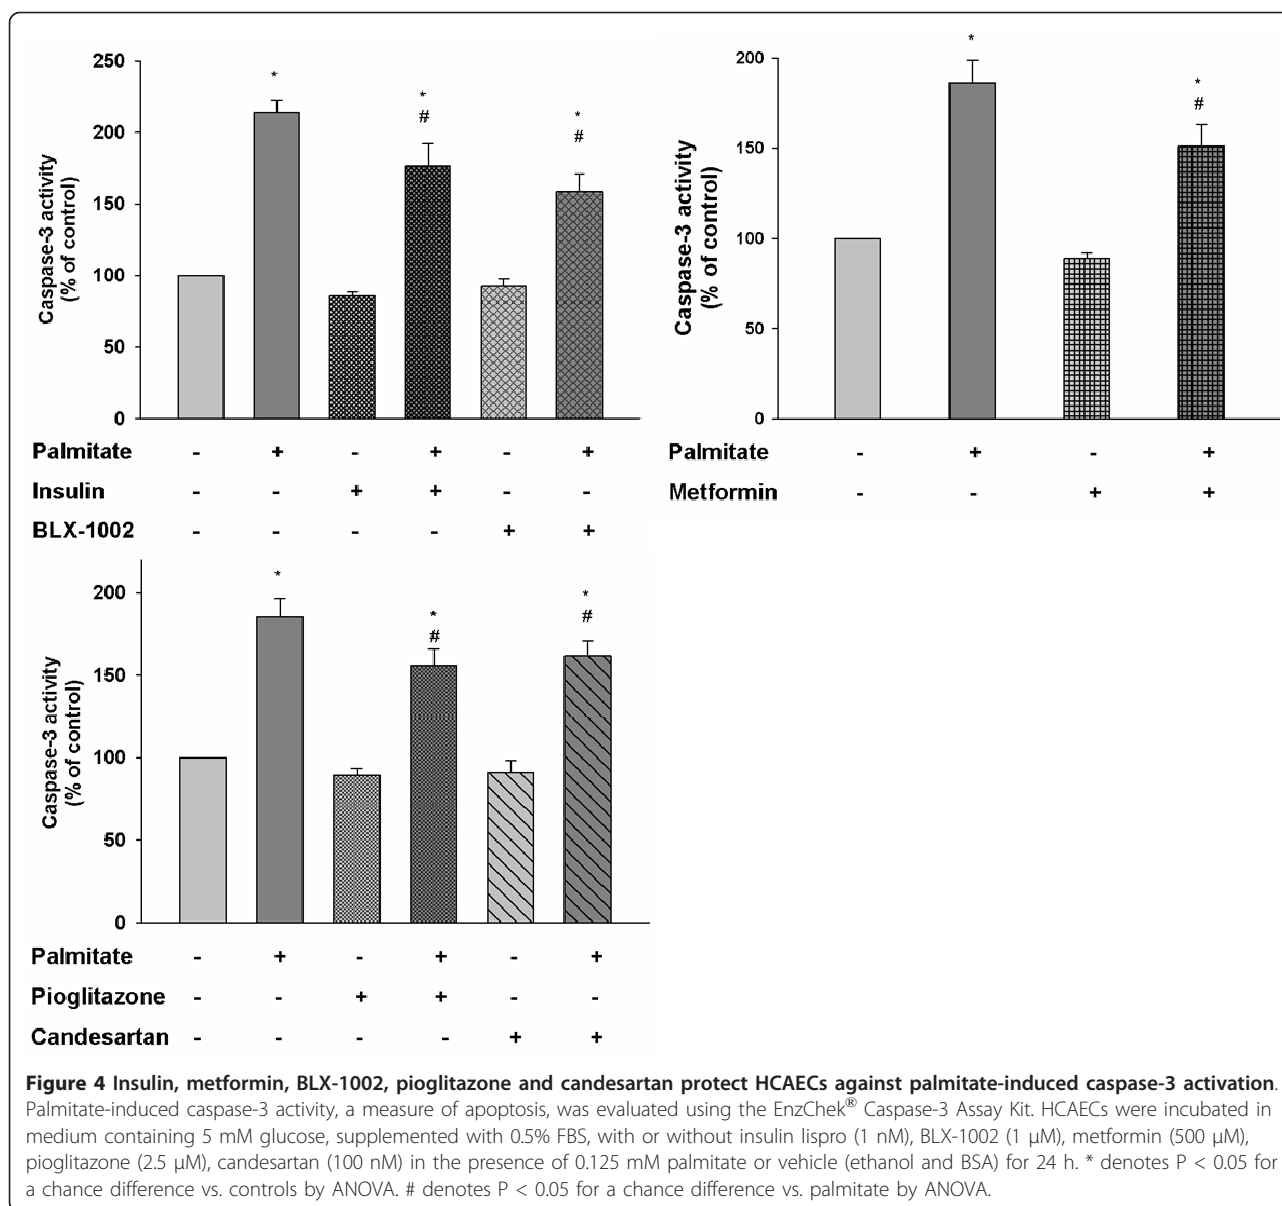 250
200
150
100
50
0
Caspase-3 activity
(% of control)
* * # * #
Palmitate - + - + - +
Insulin - - + + - -
BLX-1002 - - - - + +
200
150
100
50
0
Caspase-3 activity
(% of control)
* * #
Palmitate - + - +
Metformin - - + +
200
150
100
50
0
Caspase-3 activity
(% of control)
* * # * #
Palmitate - + - + - +
Pioglitazone - - + + - -
Candesartan - - - - + +
Figure 4 Insulin, metformin, BLX-1002, pioglitazone and candesartan protect HCAECs against palmitate-induced caspase-3 activation.
Palmitate-induced caspase-3 activity, a measure of apoptosis, was evaluated using the EnzChek® Caspase-3 Assay Kit. HCAECs were incubated in
medium containing 5 mM glucose, supplemented with 0.5% FBS, with or without insulin lispro (1 nM), BLX-1002 (1 μM), metformin (500 μM),
pioglitazone (2.5 μM), candesartan (100 nM) in the presence of 0.125 mM palmitate or vehicle (ethanol and BSA) for 24 h. * denotes P < 0.05 for
a chance difference vs. controls by ANOVA. # denotes P < 0.05 for a chance difference vs. palmitate by ANOVA.